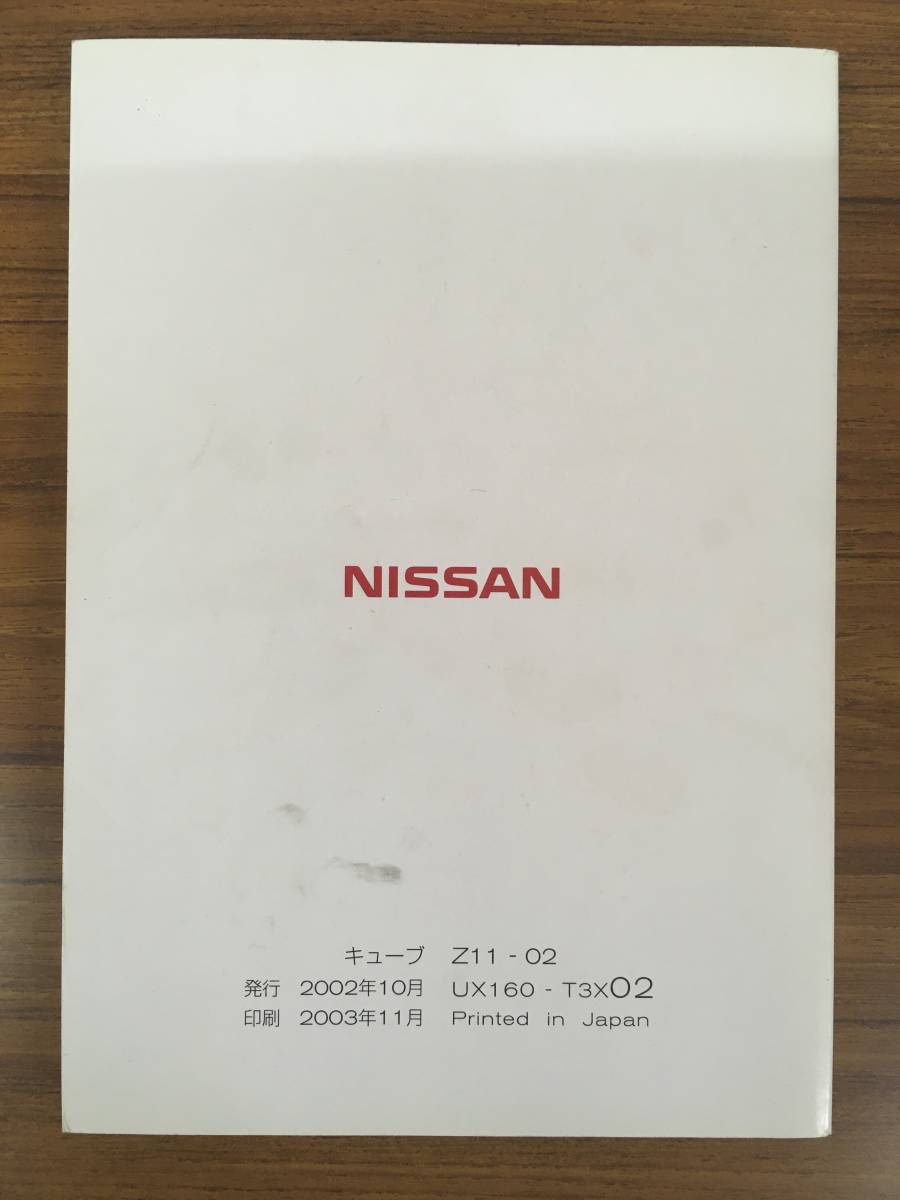 NISSAN
キューブ Z11 - 02
発行 2002年10月 UX160 - T3X02
印刷 2003年11月 Printed in Japan